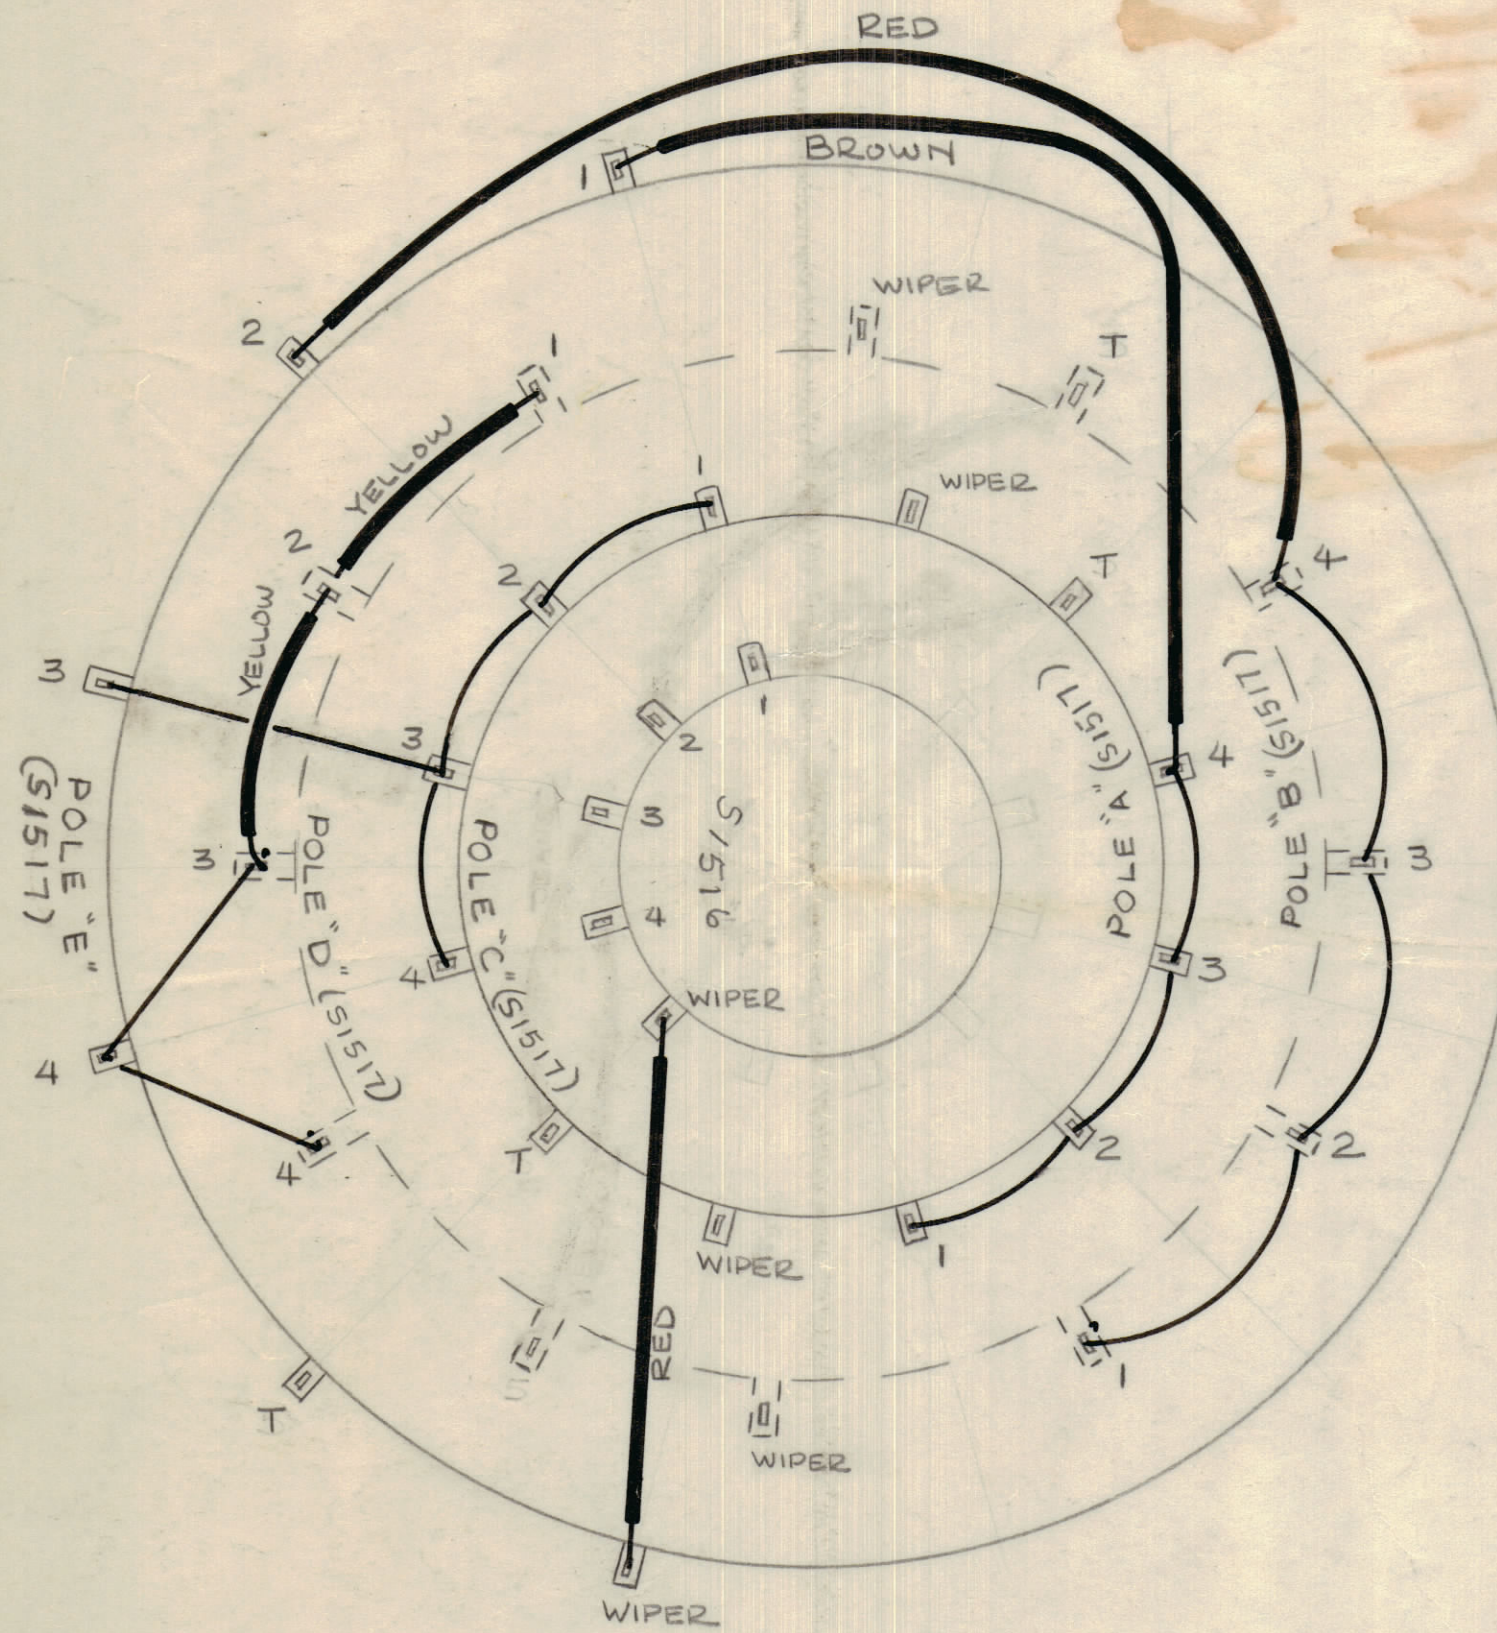 RED
BROWN
1
WIPER
2
1
T
YELLOW
1
WIPER
2
2
T
4
YELLOW
1
3
2
3
4
POLE "E"
(S1517)
3
POLE "D" (S1517)
POLE "C" (S1517)
3
4
S1516
POLE "A" (S1517)
POLE "B" (S1517)
3
4
3
4
WIPER
4
T
2
2
WIPER
1
RED
1
T
WIPER
WIPER